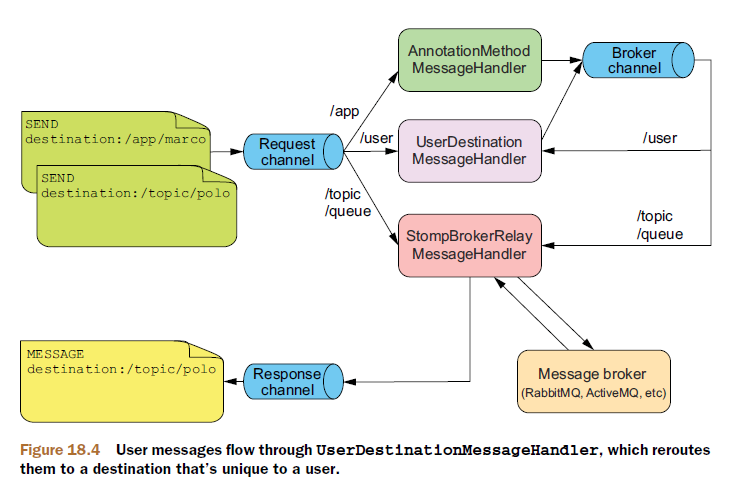 AnnotationMethod
MessageHandler
Broker
channel
/app
SEND
destination:/app/marco
Request
channel
/user
UserDestination
MessageHandler
/user
SEND
destination:/topic/polo
/topic
/queue
StompBrokerRelay
MessageHandler
/topic
/queue
MESSAGE
destination:/topic/polo
Response
channel
Message broker
(RabbitMQ, ActiveMQ, etc)
Figure 18.4 User messages flow through UserDestinationMessageHandler, which reroutes
them to a destination that's unique to a user.